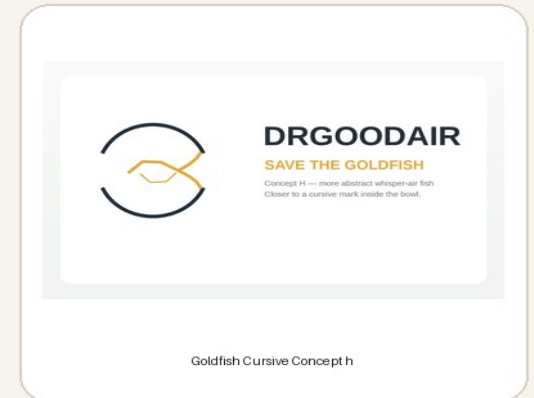 DRGOODAIR
SAVE THE GOLDFISH
Concept H — more abstract whisper-air fish
Closer to a cursive mark inside the bowl.
Goldfish Cursive Concept h